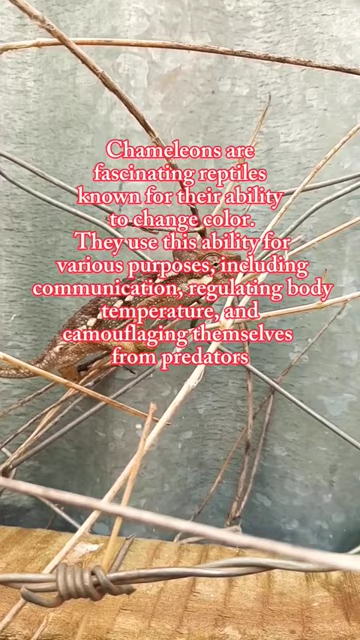 Chameleons are
fascinating reptiles
known for their ability
to change color.
They use this ability for
various purposes, including
communication, regulating body
temperature, and
camouflaging themselves
from predators